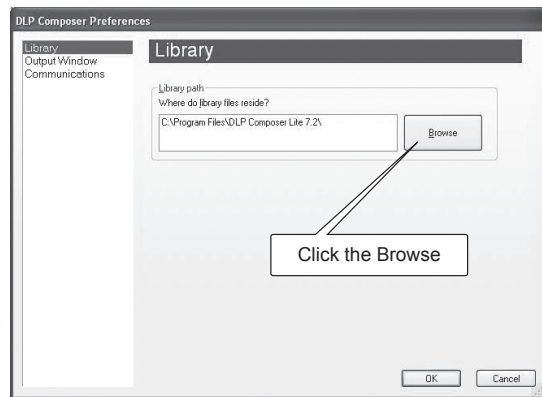 DLP Composer Preferences
Library
Output Window
Communications
Library
Library path
Where do library files reside?
C:\Program Files\DLP Composer Lite 7.2\
Browse
Click the Browse
OK
Cancel